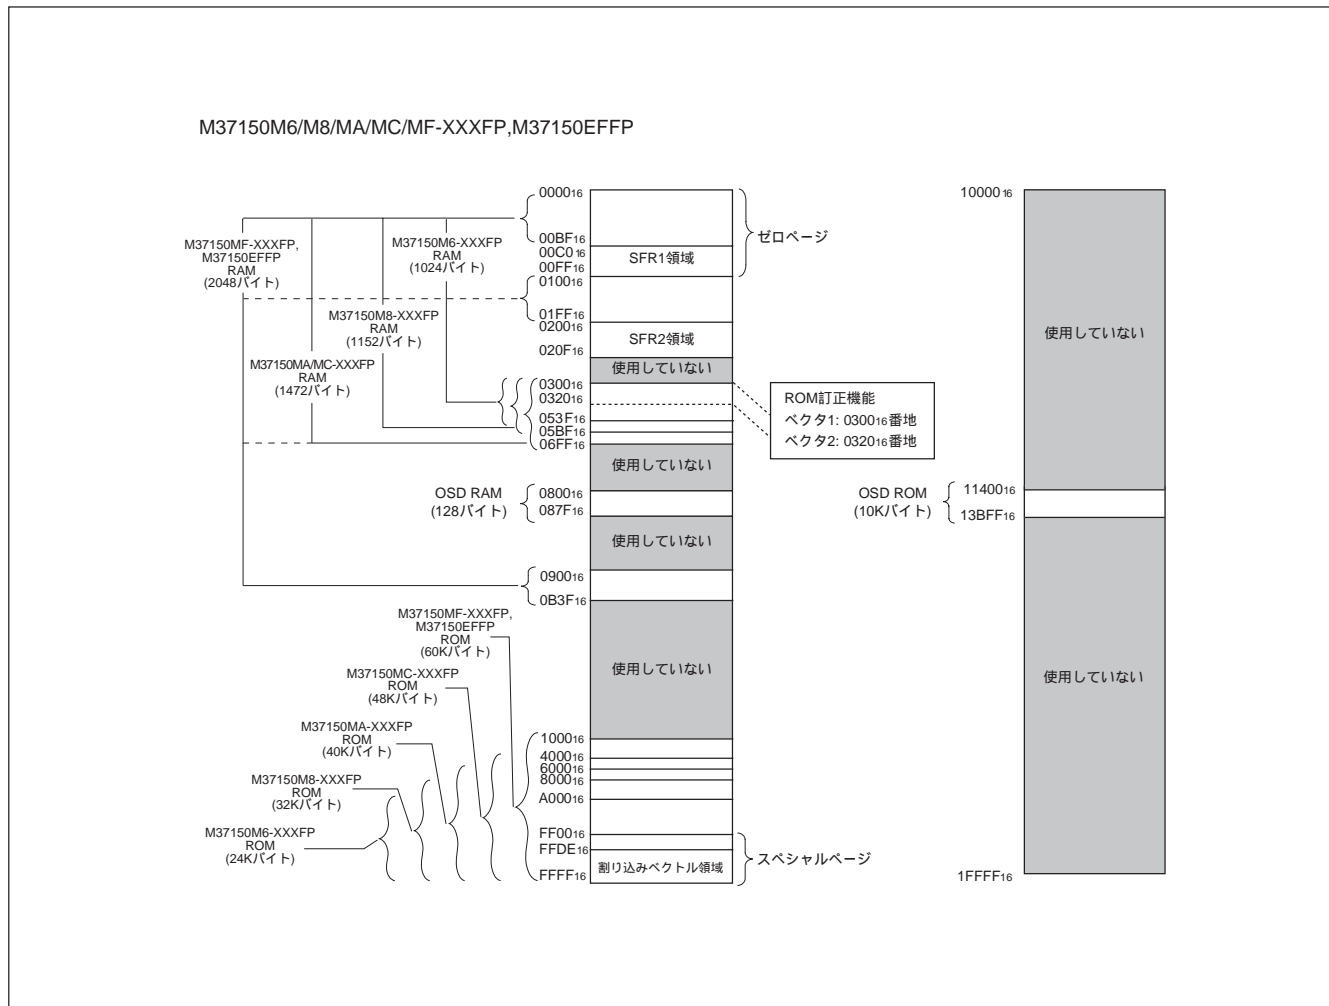 M37150M6/M8/MA/MC/MF-XXXFP,M37150EFFP
M37150MF-XXXFP,
M37150EFFP
RAM
(2048バイト)
M37150M6-XXXFP
RAM
(1024バイト)
M37150M8-XXXFP
RAM
(1152バイト)
M37150MA/MC-XXXFP
RAM
(1472バイト)
000016
00BF16
00C016
00FF16
010016
01FF16
020016
020F16
030016
032016
053F16
05BF16
06FF16
OSD RAM
(128バイト)
080016
087F16
090016
0B3F16
SFR1領域
SFR2領域
使用していない
使用していない
使用していない
使用していない
ゼロページ
ROM訂正機能
ベクタ1: 030016番地
ベクタ2: 032016番地
M37150MF-XXXFP,
M37150EFFP
ROM
(60Kバイト)
M37150MC-XXXFP
ROM
(48Kバイト)
M37150MA-XXXFP
ROM
(40Kバイト)
M37150M8-XXXFP
ROM
(32Kバイト)
M37150M6-XXXFP
ROM
(24Kバイト)
100016
400016
600016
800016
A00016
FF0016
FFDE16
FFFF16
割り込みベクトル領域
スペシャルページ
1000016
使用していない
OSD ROM
(10Kバイト)
1140016
13BFF16
使用していない
1FFFF16